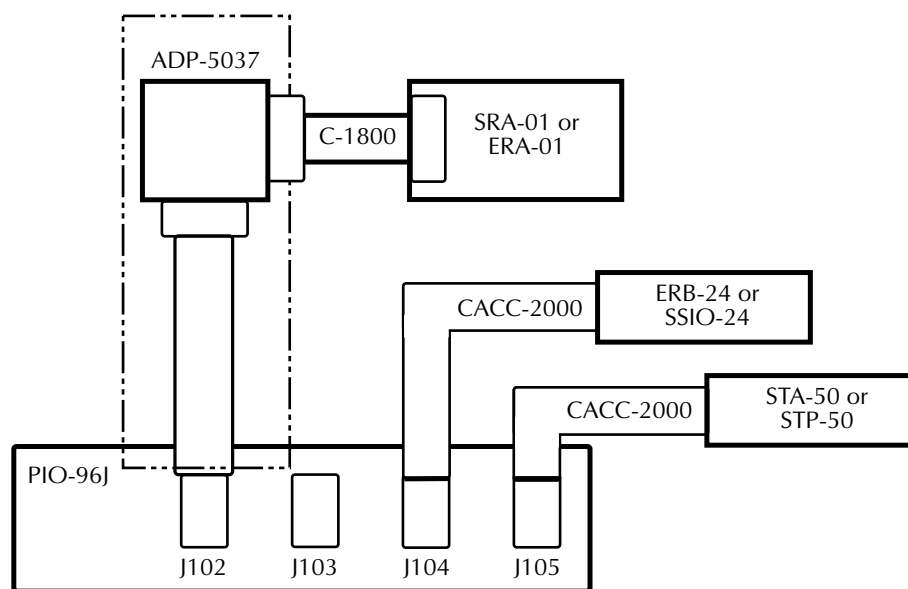 ADP-5037
C-1800
SRA-01 or
ERA-01
CACC-2000
ERB-24 or
SSIO-24
CACC-2000
STA-50 or
STP-50
PIO-96J
J102
J103
J104
J105